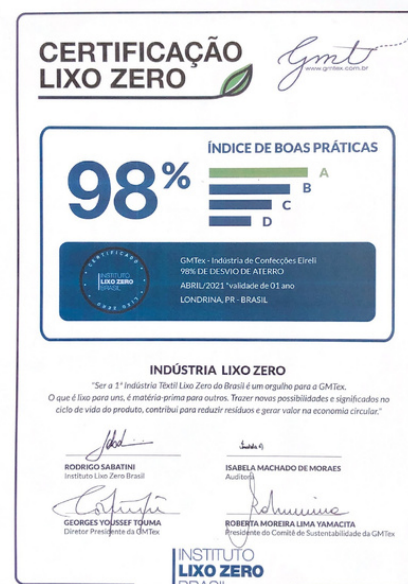 CERTIFICAÇÃO
LIXO ZERO
Gmt
www.gmtex.com.br
98%
ÍNDICE DE BOAS PRÁTICAS
A
B
C
D
CERTIFICADO
INSTITUTO
LIXO ZERO
BRASIL
GMTex - Indústria de Confecções Eireli
98% DE DESVIO DE ATERRO
ABRIL/2021 *validade de 01 ano
LONDRINA, PR - BRASIL
INDÚSTRIA LIXO ZERO
"Ser a 1ª Indústria Têxtil Lixo Zero do Brasil é um orgulho para a GMTex.
O que é lixo para uns, é matéria-prima para outros. Trazer novas possibilidades e significados no
ciclo de vida do produto, contribui para reduzir resíduos e gerar valor na economia circular."
RODRIGO SABATINI
Instituto Lixo Zero Brasil
ISABELA MACHADO DE MORAES
Auditora
GEORGES YOUSSEF TOUMA
Diretor Presidente da GMTex
ROBERTA MOREIRA LIMA YAMACITA
Presidente do Comitê de Sustentabilidade da GMTex
INSTITUTO
LIXO ZERO
BRASIL